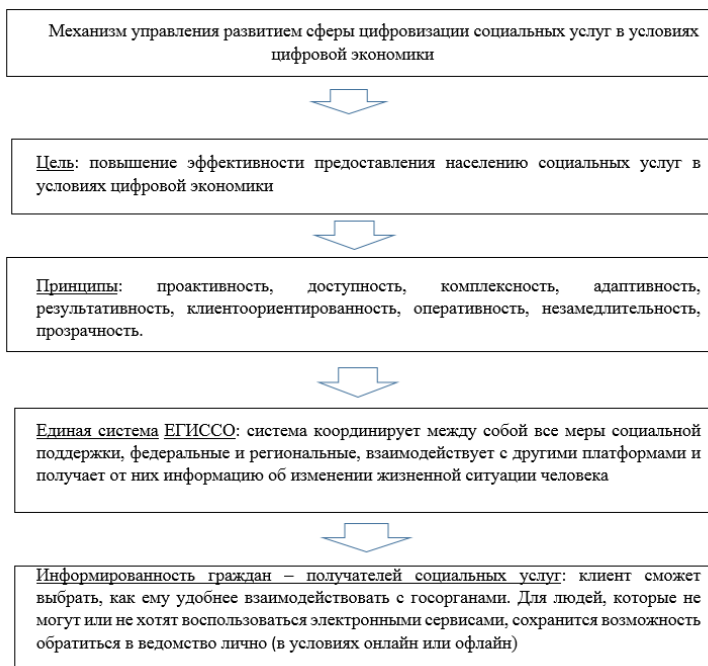 Механизм управления развитием сферы цифровизации социальных услуг в условиях
цифровой экономики
Цель: повышение эффективности предоставления населению социальных услуг в
условиях цифровой экономики
Принципы: проактивность, доступность, комплексность, адаптивность,
результативность, клиентоориентированность, оперативность, незамедлительность,
прозрачность.
Единая система ЕГИССО: система координирует между собой все меры социальной
поддержки, федеральные и региональные, взаимодействует с другими платформами и
получает от них информацию об изменении жизненной ситуации человека
Информированность граждан – получателей социальных услуг: клиент сможет
выбрать, как ему удобнее взаимодействовать с госорганами. Для людей, которые не
могут или не хотят воспользоваться электронными сервисами, сохранится возможность
обратиться в ведомство лично (в условиях онлайн или офлайн)